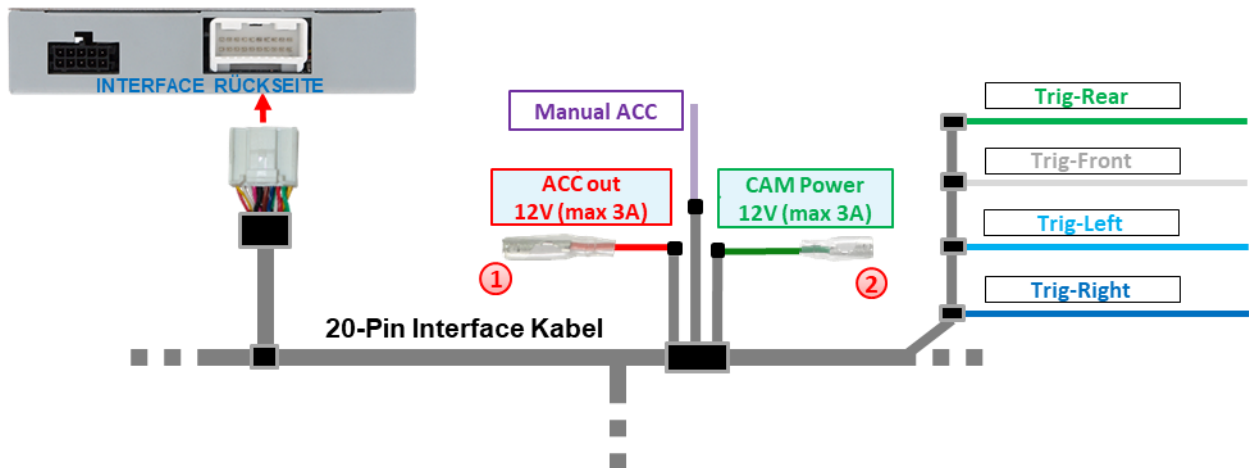 INTERFACE RÜCKSEITE
Manual ACC
ACC out
12V (max 3A)
CAM Power
12V (max 3A)
1
2
Trig-Rear
Trig-Front
Trig-Left
Trig-Right
20-Pin Interface Kabel